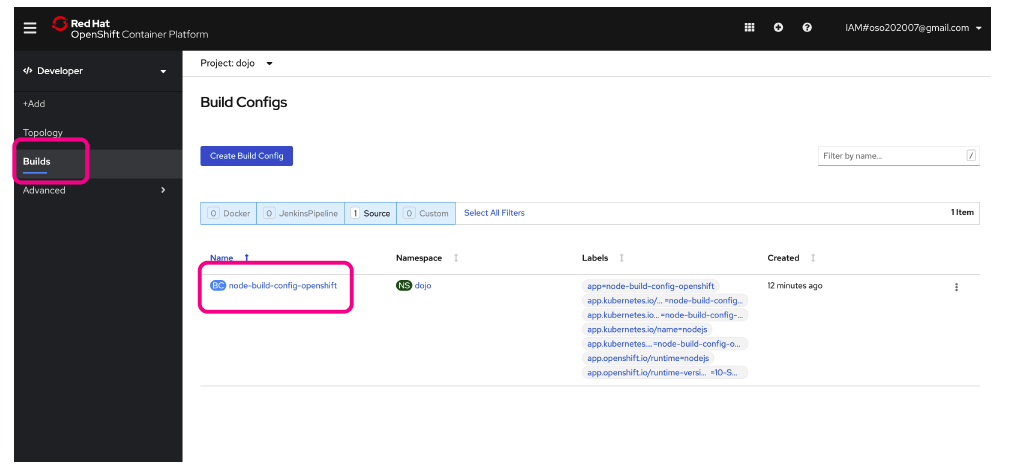 Red Hat
OpenShift Container Platform
IAM#oso202007@gmail.com
Developer
Project: dojo
+Add
Build Configs
Topology
Builds
Create Build Config
Filter by name...
/
Advanced
0 Docker 0 JenkinsPipeline 1 Source 0 Custom Select All Filters 1 Item
Name Namespace Labels Created
BC node-build-config-openshift NS dojo app=node-build-config-openshift 12 minutes ago
app.kubernetes.io/... =node-build-config...
app.kubernetes.io... =node-build-config-...
app.kubernetes.io/name=nodejs
app.kubernetes....=node-build-config-o...
app.openshift.io/runtime=nodejs
app.openshift.io/runtime-versi... =10-S...